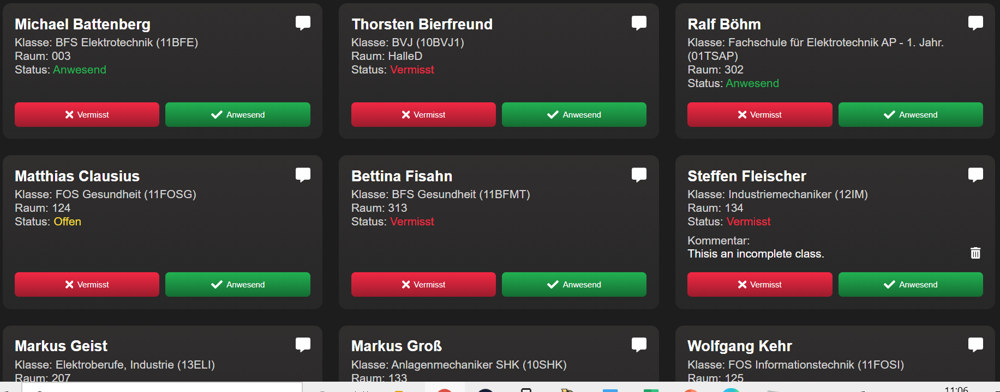 Michael Battenberg
Klasse: BFS Elektrotechnik (11BFE)
Raum: 003
Status: Anwesend
Vermisst
Anwesend
Thorsten Bierfreund
Klasse: BVJ (10BVJ1)
Raum: HalleD
Status: Vermisst
Vermisst
Anwesend
Ralf Böhm
Klasse: Fachschule für Elektrotechnik AP - 1. Jahr.
(01TSAP)
Raum: 302
Status: Anwesend
Vermisst
Anwesend
Matthias Clausius
Klasse: FOS Gesundheit (11FOSG)
Raum: 124
Status: Offen
Vermisst
Anwesend
Bettina Fisahn
Klasse: BFS Gesundheit (11BFMT)
Raum: 313
Status: Vermisst
Vermisst
Anwesend
Steffen Fleischer
Klasse: Industriemechaniker (12IM)
Raum: 134
Status: Vermisst
Kommentar:
Thisis an incomplete class.
Vermisst
Anwesend
Markus Geist
Klasse: Elektroberufe, Industrie (13ELI)
Raum: 207
Markus Groß
Klasse: Anlagenmechaniker SHK (10SHK)
Raum: 133
Wolfgang Kehr
Klasse: FOS Informationstechnik (11FOSI)
Raum: 125
11:06